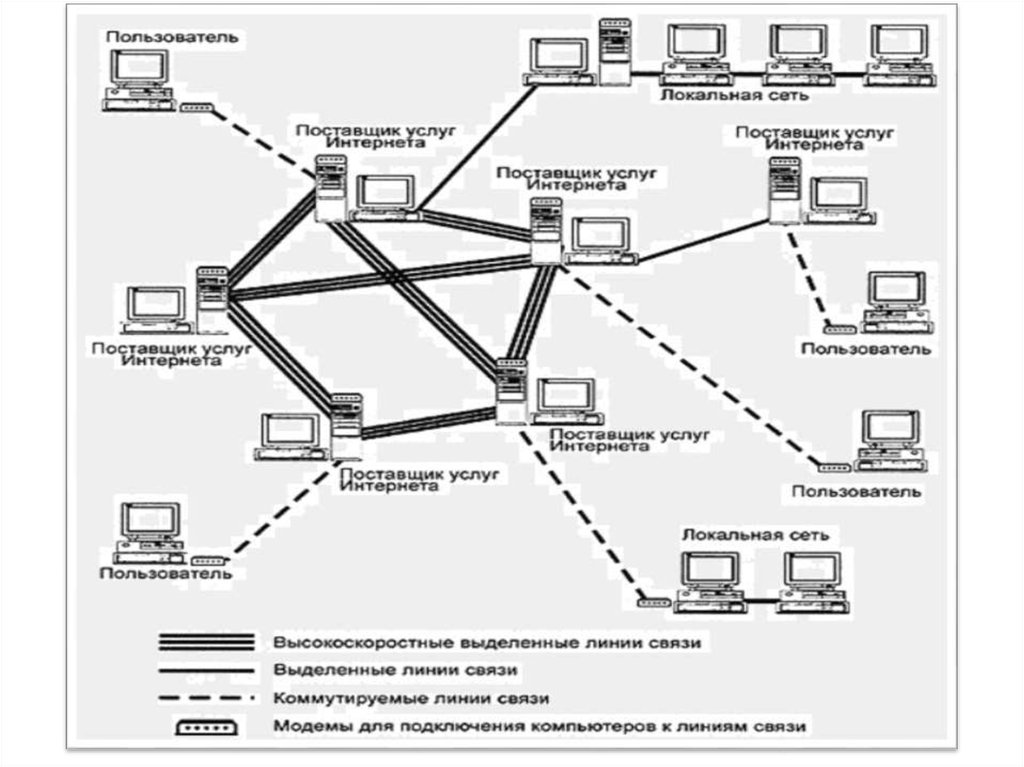 Пользователь
Локальная сеть
Поставщик услуг
Интернета
Поставщик услуг
Интернета
Поставщик услуг
Интернета
Поставщик услуг
Интернета
Пользователь
Поставщик услуг
Интернета
Поставщик услуг
Интернета
Пользователь
Локальная сеть
Пользователь
Высокоскоростные выделенные линии связи
Выделенные линии связи
Коммутируемые линии связи
Модемы для подключения компьютеров к линиям связи